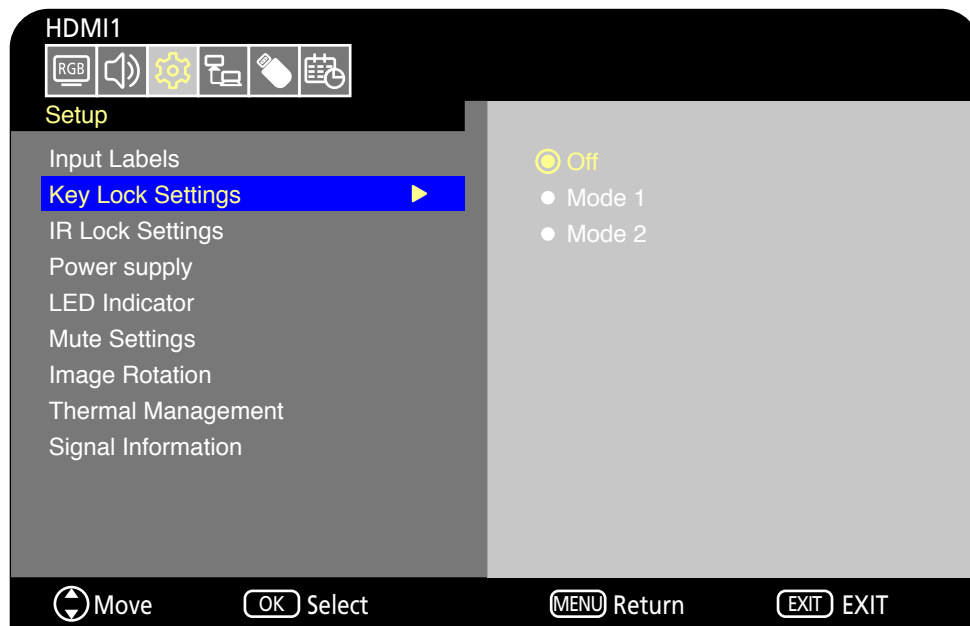 HDMI1
RGB
Setup
Input Labels
Key Lock Settings
IR Lock Settings
Power supply
LED Indicator
Mute Settings
Image Rotation
Thermal Management
Signal Information
Off
Mode 1
Mode 2
Move OK Select MENU Return EXIT EXIT